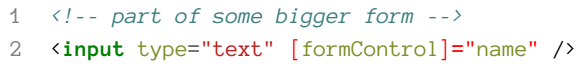 1 <!-- part of some bigger form -->
2 <input type="text" [formControl]="name" />